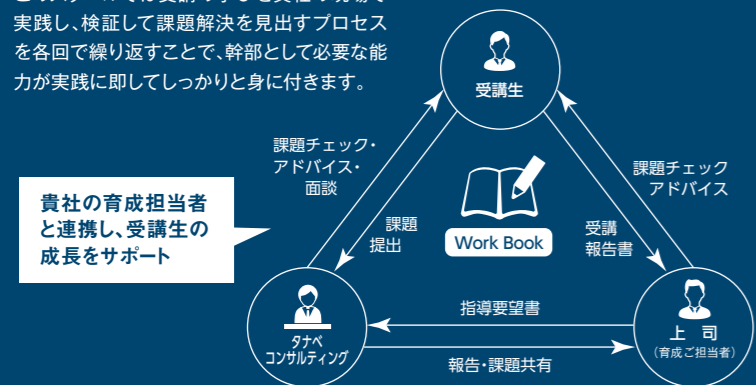 実践し、検証して課題解決を見出すプロセス
を各回で繰り返すことで、幹部として必要な能
力が実践に即してしっかりと身に付きます。
受講生
課題チェック・
アドバイス・
面談
課題チェック
アドバイス
貴社の育成担当者
と連携し、受講生の
成長をサポート
課題
提出
Work Book
受講
報告書
指導要望書
タナベ
コンサルティング
上 司
(育成ご担当者)
報告・課題共有